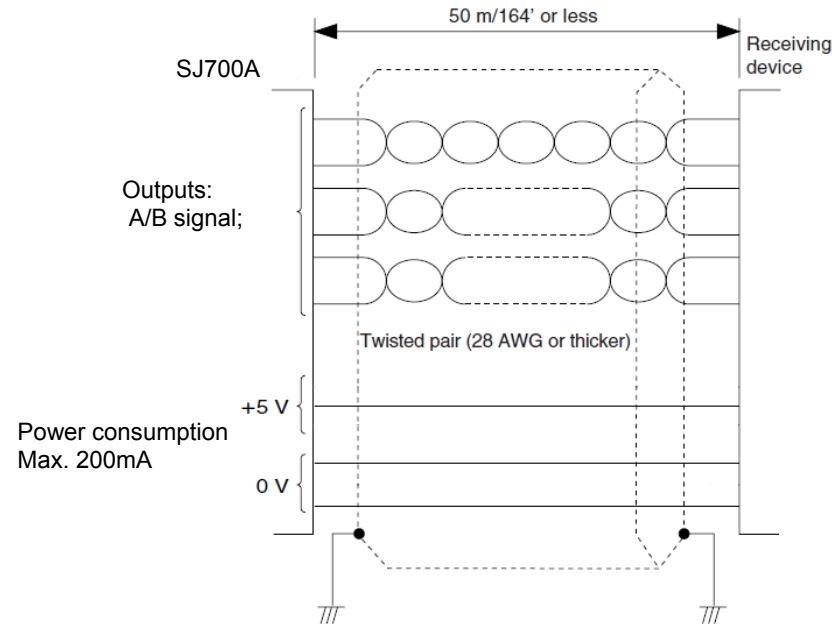 50 m/164' or less
Receiving
device
SJ700A
Outputs:
A/B signal;
Twisted pair (28 AWG or thicker)
+5 V
Power consumption
Max. 200mA
0 V